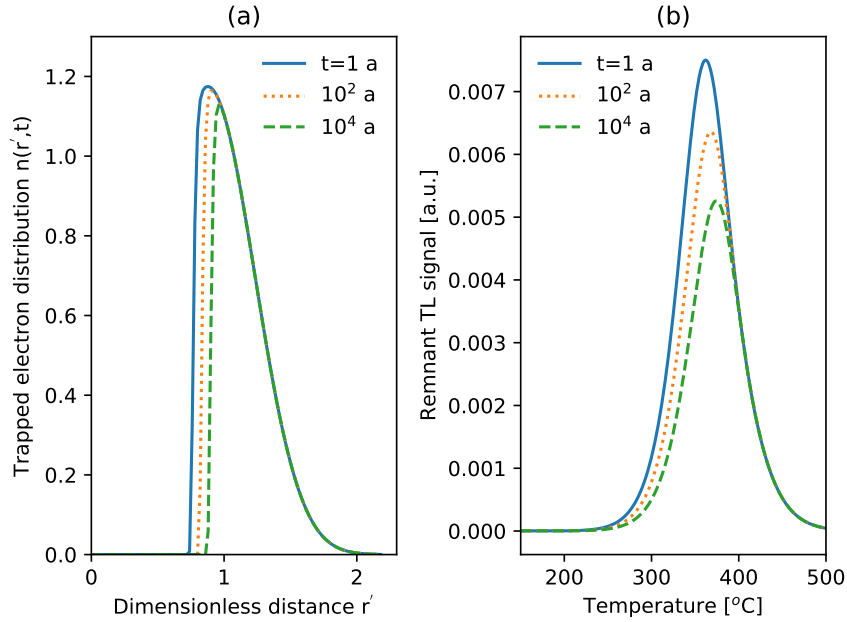 (a)
Trapped electron distribution n(r′,t)
1.2
1.0
0.8
0.6
0.4
0.2
0.0
0
1
2
Dimensionless distance r′
t=1 a
10² a
10⁴ a
(b)
Remnant TL signal [a.u.]
0.007
0.006
0.005
0.004
0.003
0.002
0.001
0.000
200
300
400
500
Temperature [ºC]
t=1 a
10² a
10⁴ a